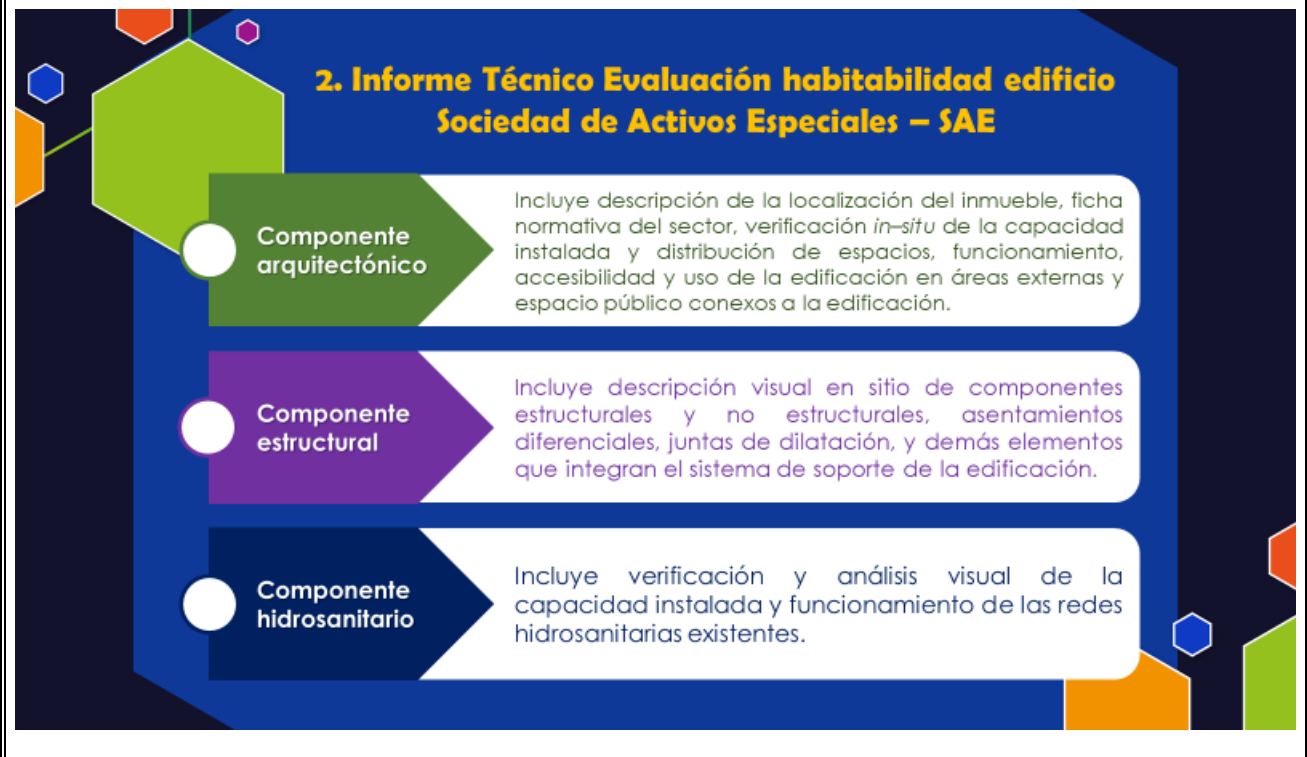 2. Informe Técnico Evaluación habitabilidad edificio
Sociedad de Activos Especiales – SAE
Componente
arquitectónico
Incluye descripción de la localización del inmueble, ficha
normativa del sector, verificación in–situ de la capacidad
instalada y distribución de espacios, funcionamiento,
accesibilidad y uso de la edificación en áreas externas y
espacio público conexos a la edificación.
Componente
estructural
Incluye descripción visual en sitio de componentes
estructurales y no estructurales, asentamientos
diferenciales, juntas de dilatación, y demás elementos
que integran el sistema de soporte de la edificación.
Componente
hidrosanitario
Incluye verificación y análisis visual de la
capacidad instalada y funcionamiento de las redes
hidrosanitarias existentes.